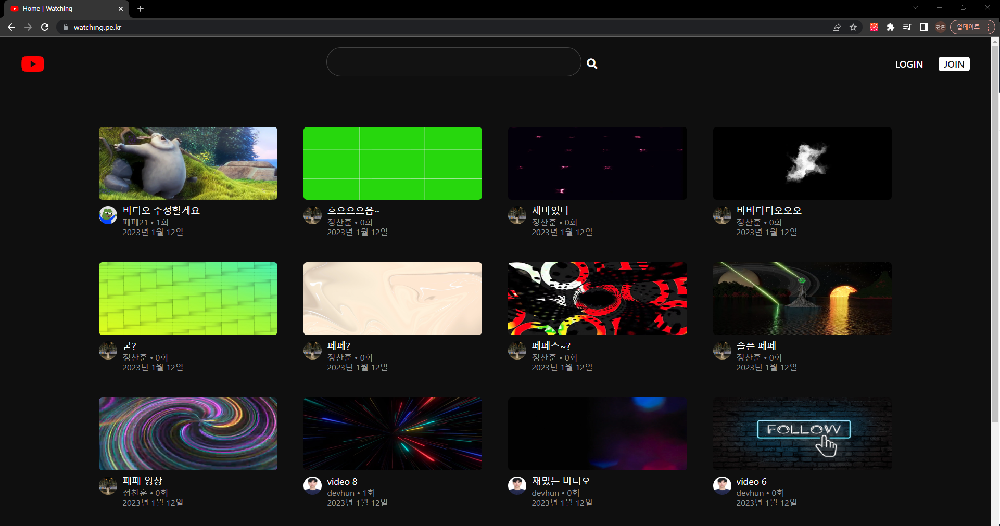 Home | Watching
watching.pe.kr
찬훈
업데이트
LOGIN
JOIN
비디오 수정할게요
페페21 • 1회
2023년 1월 12일
흐으으으음~
정찬훈 • 0회
2023년 1월 12일
재미있다
정찬훈 • 0회
2023년 1월 12일
비비디디오오오
정찬훈 • 0회
2023년 1월 12일
굳?
정찬훈 • 0회
2023년 1월 12일
페페?
정찬훈 • 0회
2023년 1월 12일
페페스~?
정찬훈 • 0회
2023년 1월 12일
슬픈 페페
정찬훈 • 0회
2023년 1월 12일
FOLLOW
페페 영상
정찬훈 • 0회
2023년 1월 12일
video 8
devhun • 1회
2023년 1월 12일
재밌는 비디오
devhun • 0회
2023년 1월 12일
video 6
devhun • 0회
2023년 1월 12일